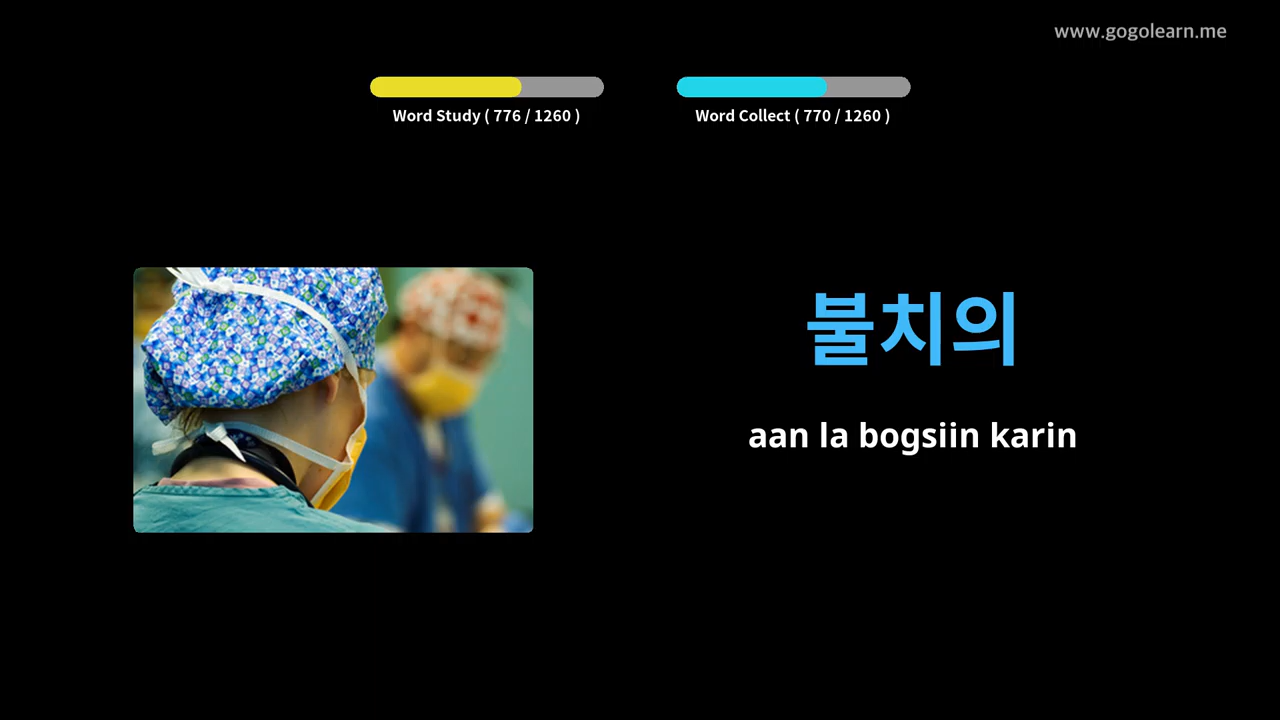 www.gogolearn.me
Word Study ( 776 / 1260 )
Word Collect ( 770 / 1260 )
불치의
aan la bogsiin karin